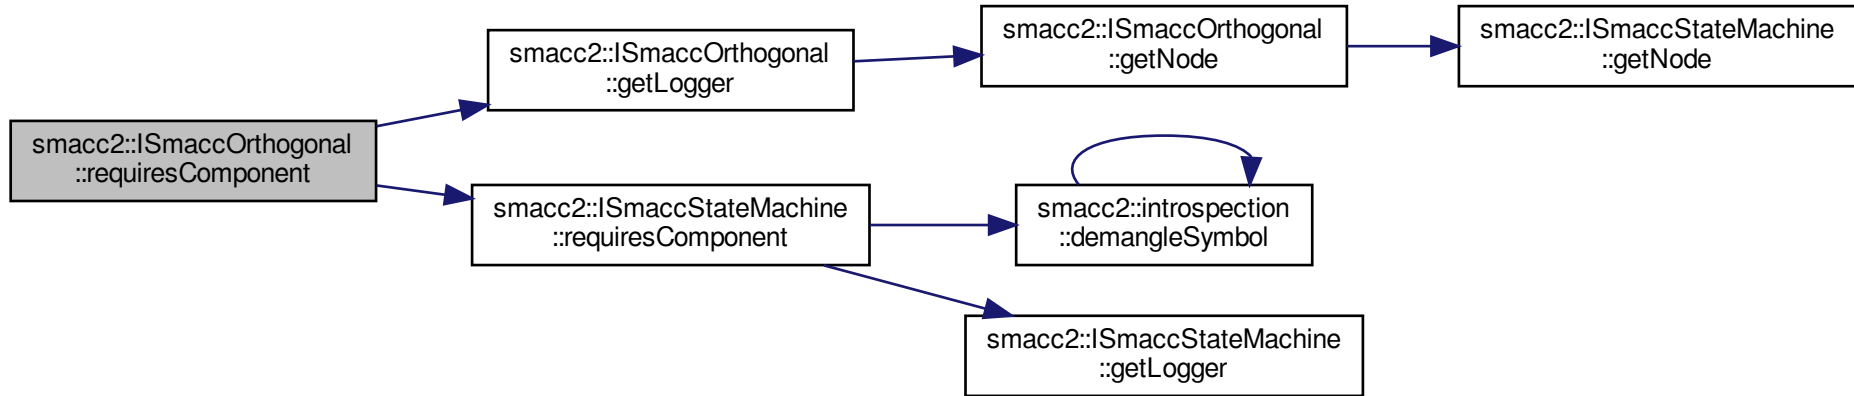 smacc2::ISmaccOrthogonal
::requiresComponent
smacc2::ISmaccOrthogonal
::getLogger
smacc2::ISmaccOrthogonal
::getNode
smacc2::ISmaccStateMachine
::getNode
smacc2::ISmaccStateMachine
::requiresComponent
smacc2::introspection
::demangleSymbol
smacc2::ISmaccStateMachine
::getLogger